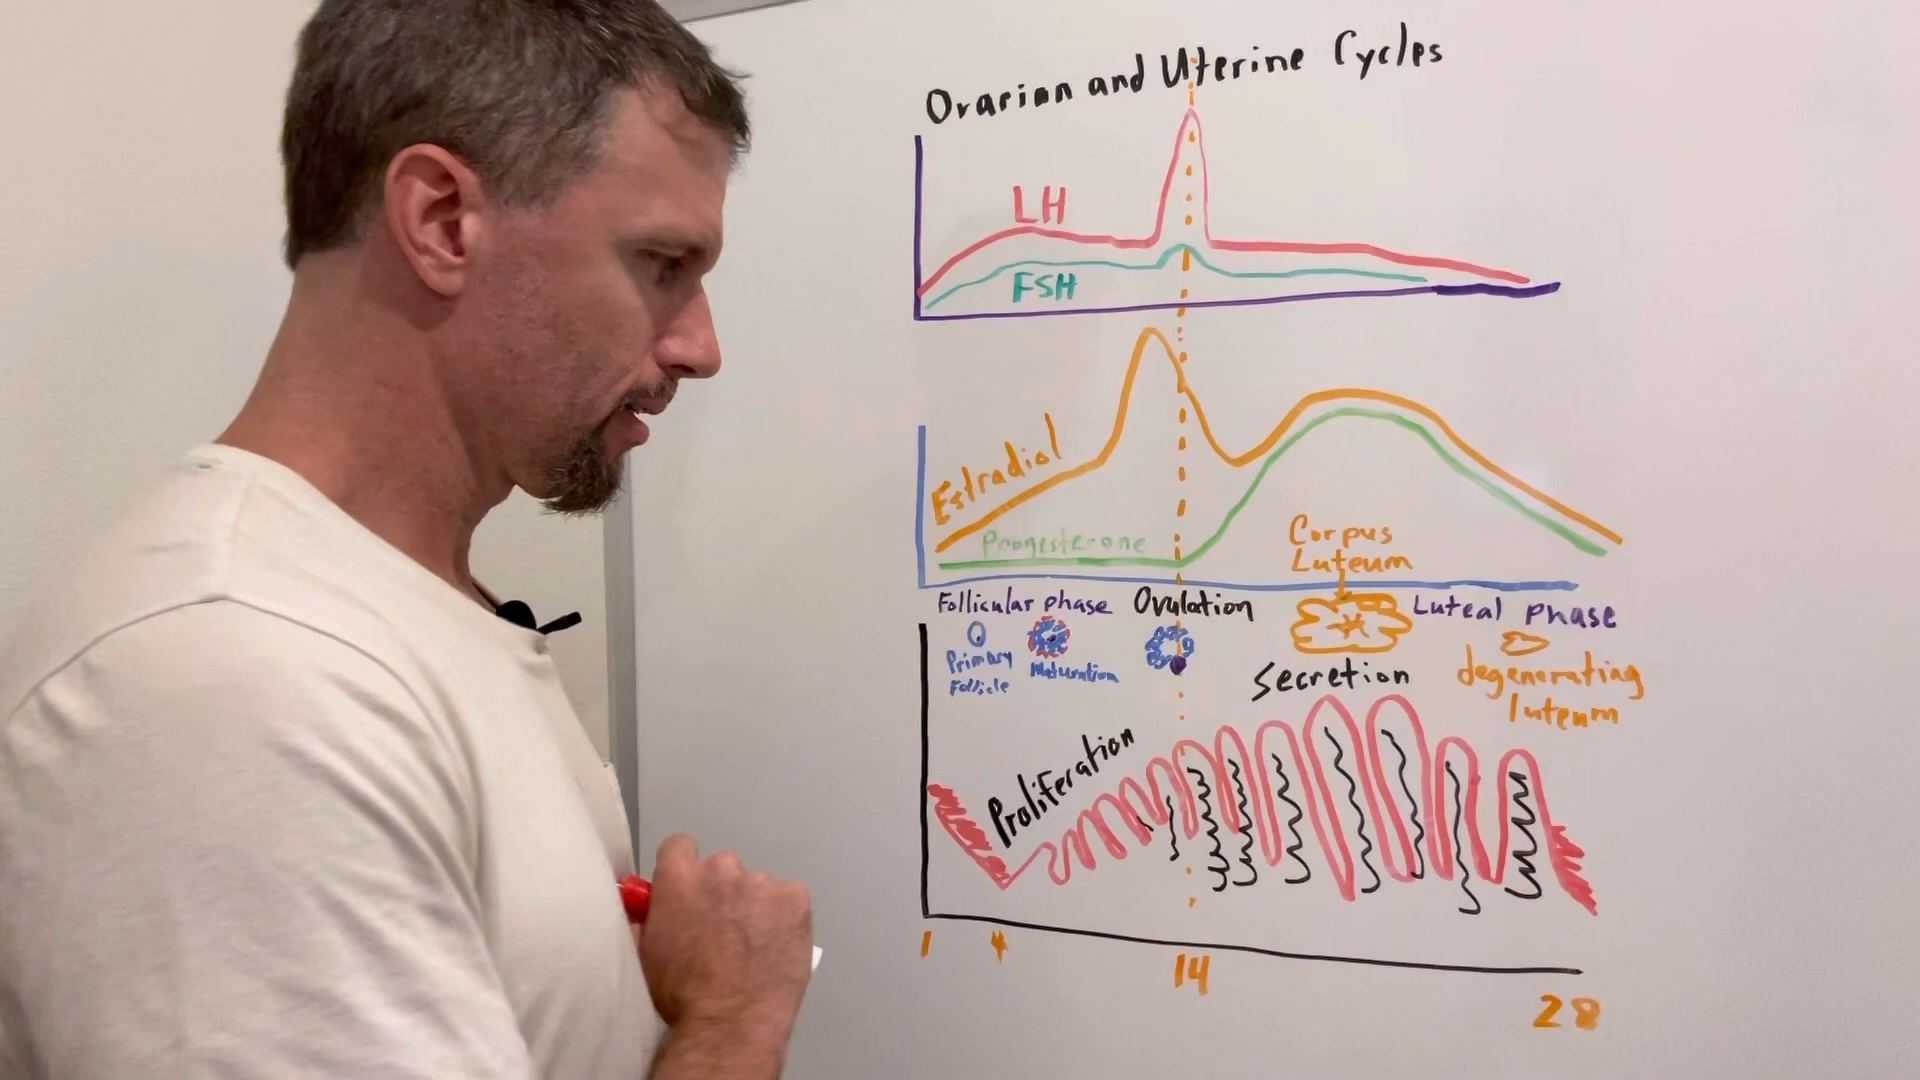 Ovarian and Uterine Cycles
LH
FSH
Estradiol
Progesterone
Corpus
Luteum
Follicular phase
Ovulation
Luteal phase
Primary
Follicle
Maturation
Secretion
degenerating
luteum
Proliferation
1
4
14
28